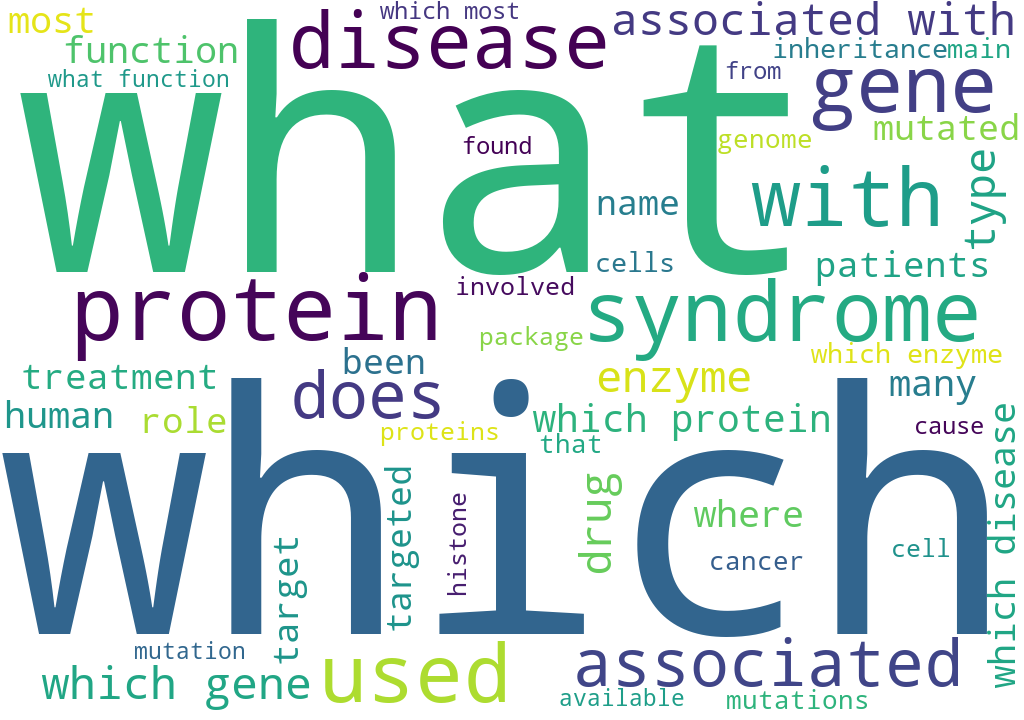 most
which most
associated with
function
disease
inheritance
main
what function
from
gene
what
found
genome
mutated
type
name
with
cells
patients
protein
involved
syndrome
package
which enzyme
treatment
been
does
enzyme
many
human
role
which protein
cause
proteins
that
which disease
which
targeted
histone
drug
where
target
cancer
cell
mutation
which gene
used
associated
available
mutations